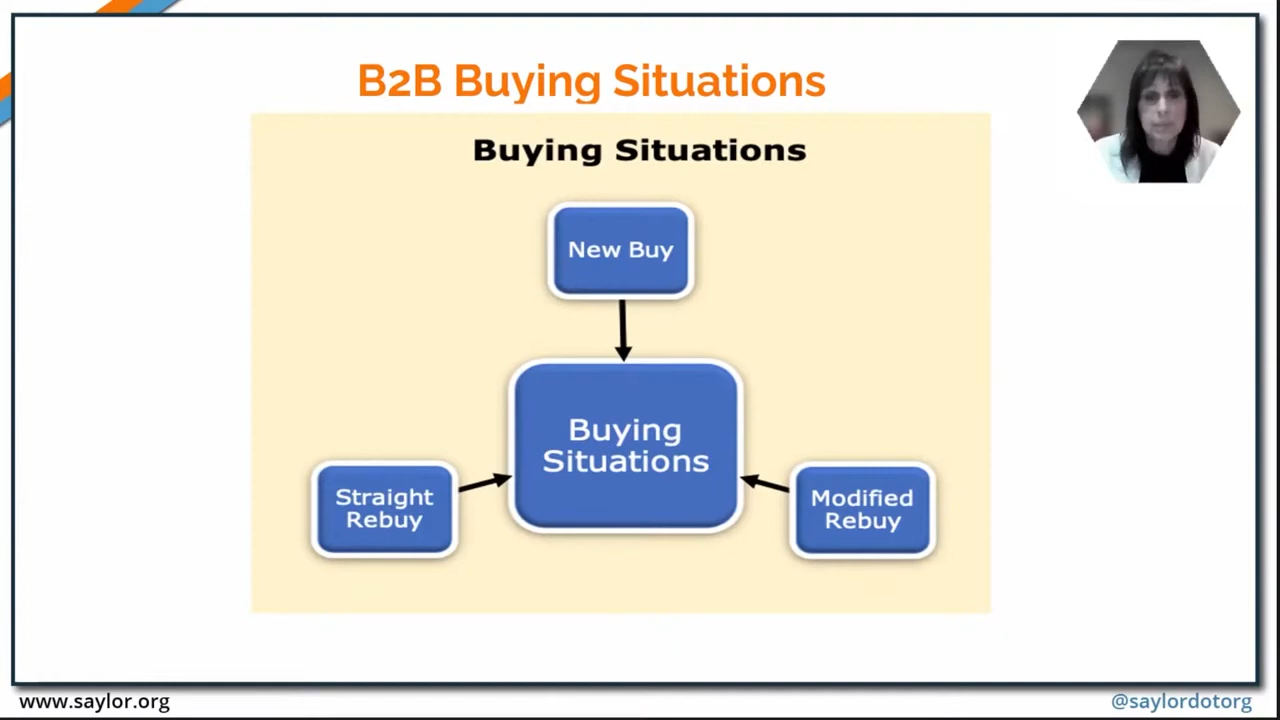 B2B Buying Situations
Buying Situations
New Buy
Buying
Situations
Straight
Rebuy
Modified
Rebuy
www.saylor.org
@saylordotorg